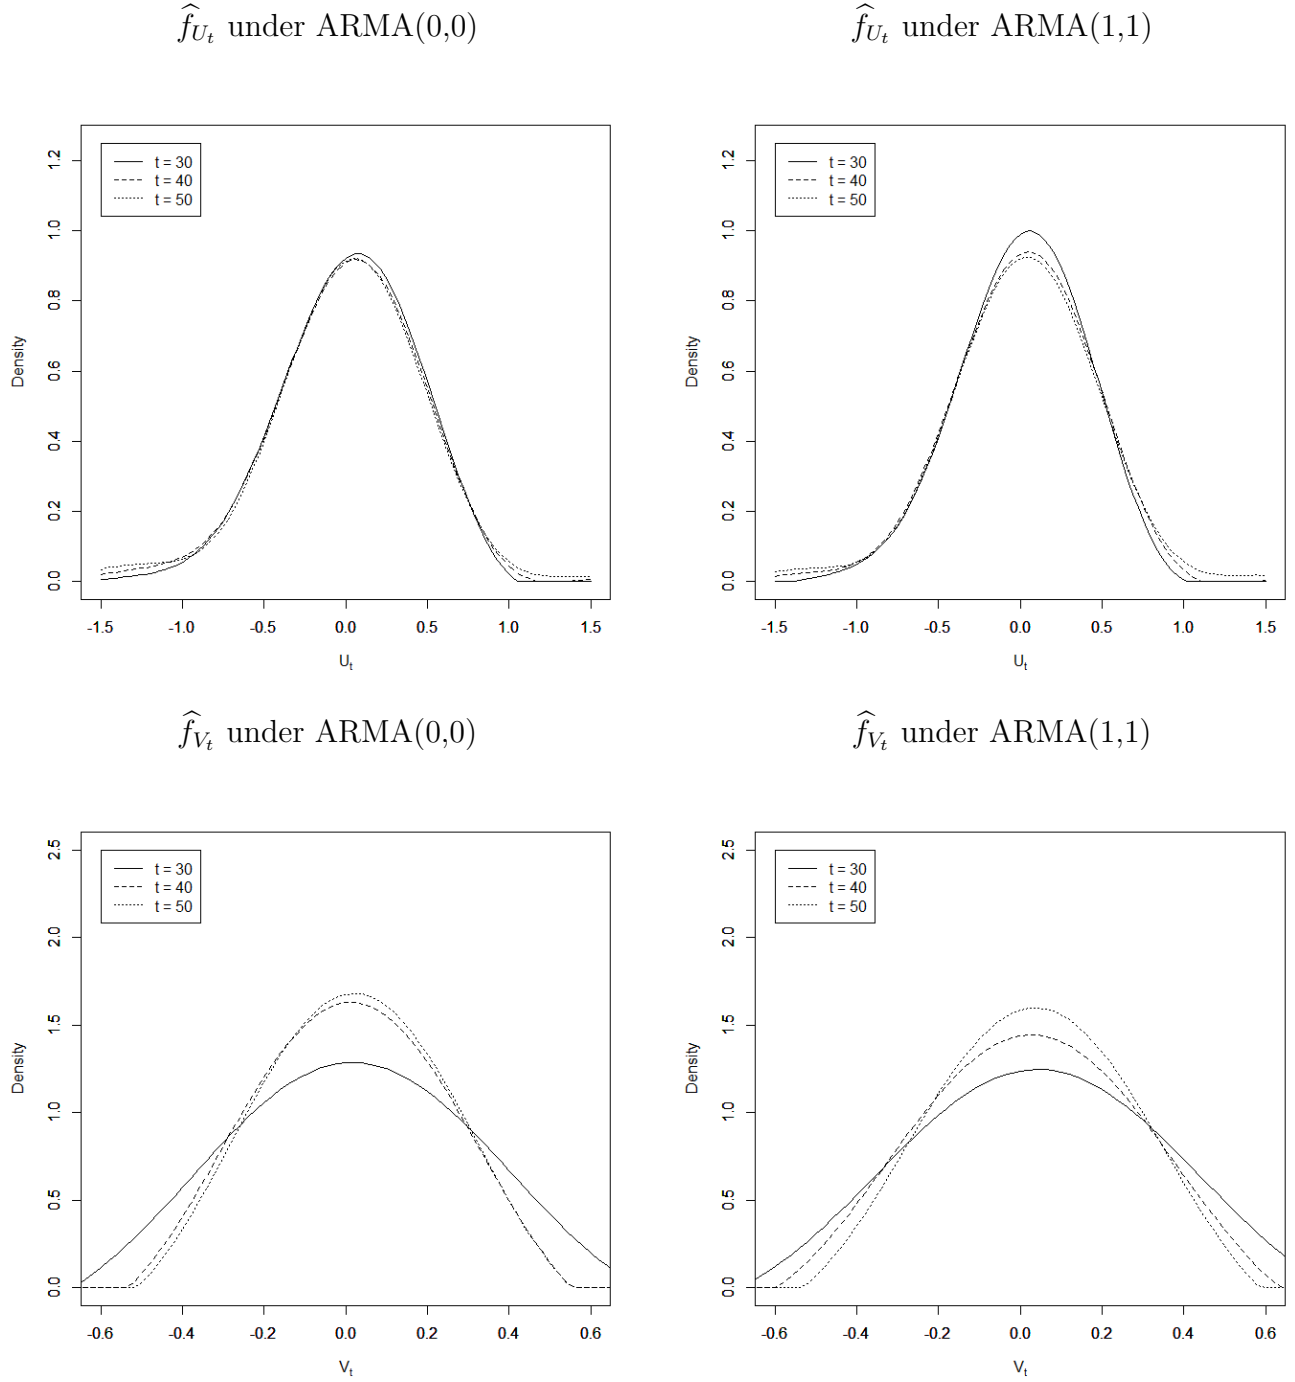 $\widehat{f}_{U_t}$ under ARMA(0,0)
$\widehat{f}_{U_t}$ under ARMA(1,1)
t = 30
t = 40
t = 50
Density
0.0 0.2 0.4 0.6 0.8 1.0 1.2
-1.5 -1.0 -0.5 0.0 0.5 1.0 1.5
U_t
t = 30
t = 40
t = 50
Density
0.0 0.2 0.4 0.6 0.8 1.0 1.2
-1.5 -1.0 -0.5 0.0 0.5 1.0 1.5
U_t
$\widehat{f}_{V_t}$ under ARMA(0,0)
$\widehat{f}_{V_t}$ under ARMA(1,1)
t = 30
t = 40
t = 50
Density
0.0 0.5 1.0 1.5 2.0 2.5
-0.6 -0.4 -0.2 0.0 0.2 0.4 0.6
V_t
t = 30
t = 40
t = 50
Density
0.0 0.5 1.0 1.5 2.0 2.5
-0.6 -0.4 -0.2 0.0 0.2 0.4 0.6
V_t